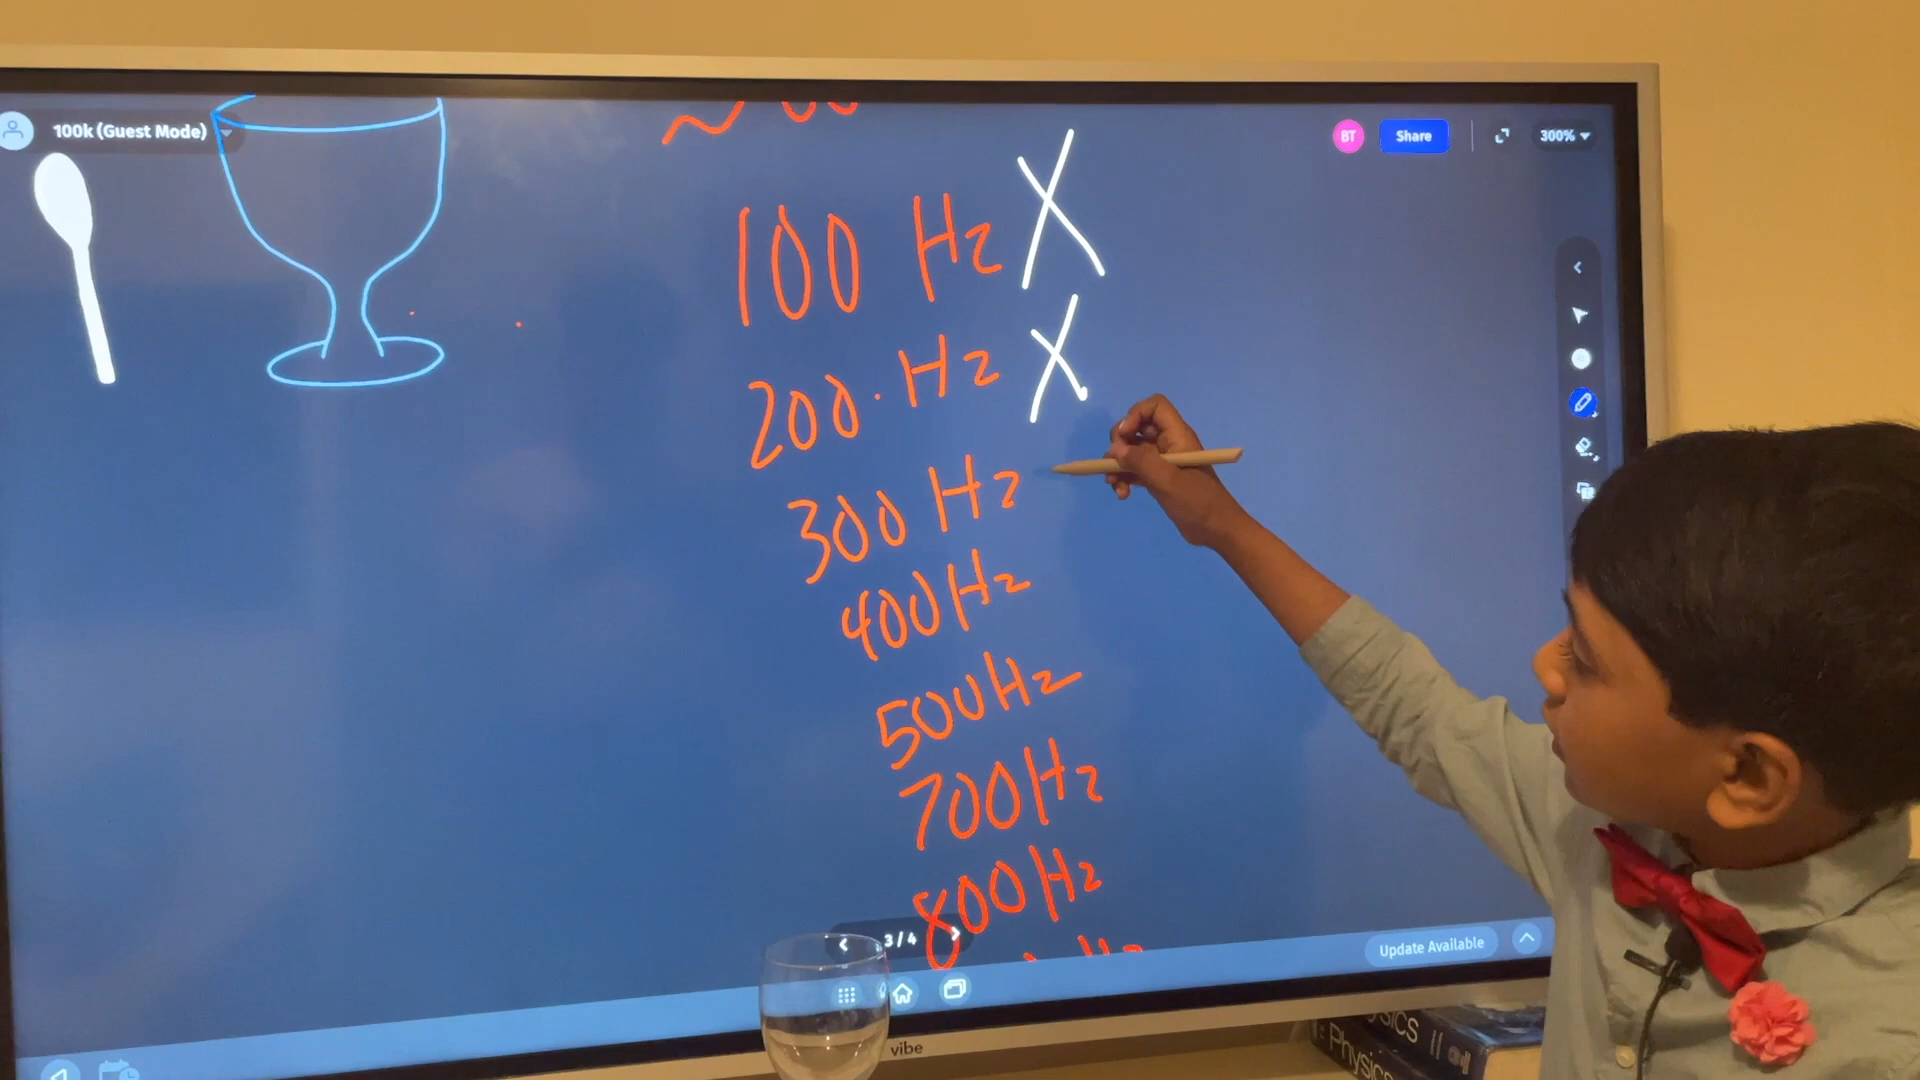 100k (Guest Mode)
BT
Share
300%
100 Hz X
200 Hz X
300 Hz
400 Hz
500 Hz
700 Hz
800 Hz
3/4
Update Available
vibe
Physics